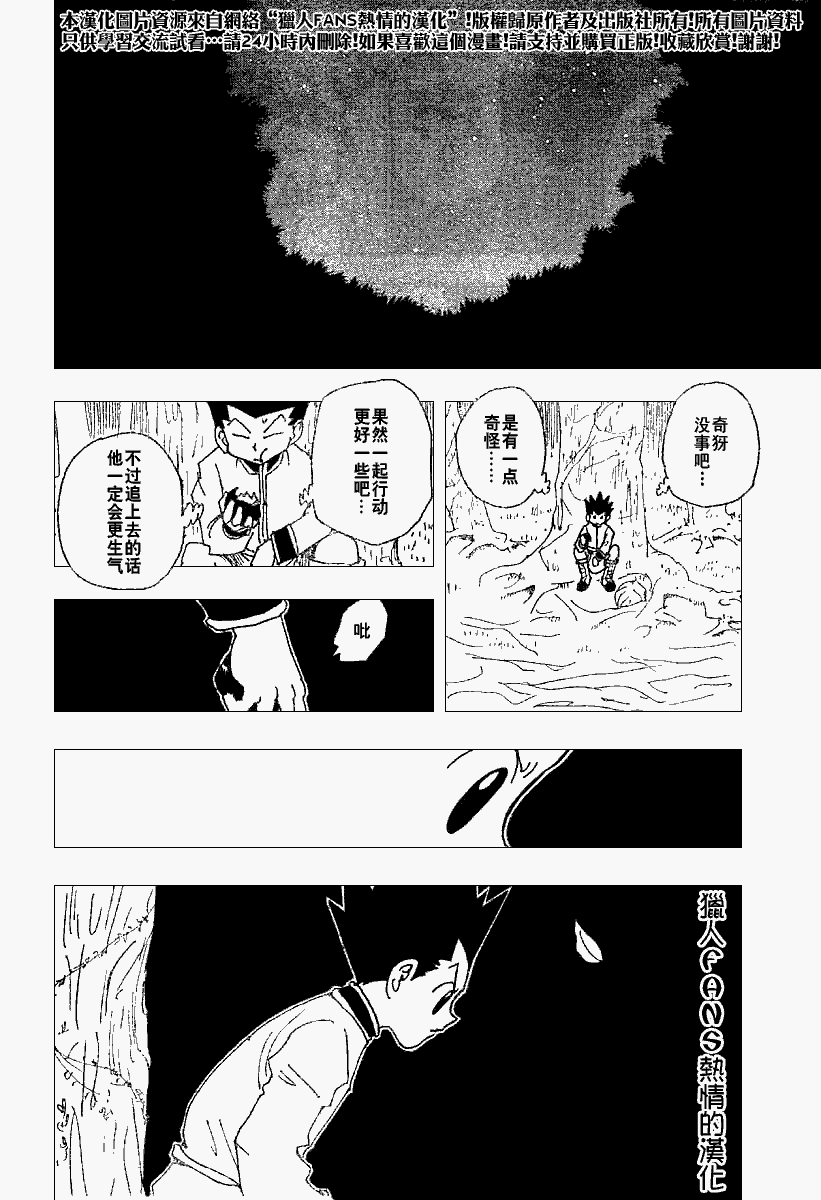 本漢化圖片資源來自網絡“獵人FANS熱情的漢化”!版權歸原作者及出版社所有!所有圖片資料
只供學習交流試看…請24小時內刪除!如果喜歡這個漫畫!請支持並購買正版!收藏欣賞!謝謝!
奇犽
没事吧…
是有一点
奇怪……
果然一起行动
更好一些吧…
不过追上去的话
他一定会更生气
吡
獵人FANS熱情的漢化